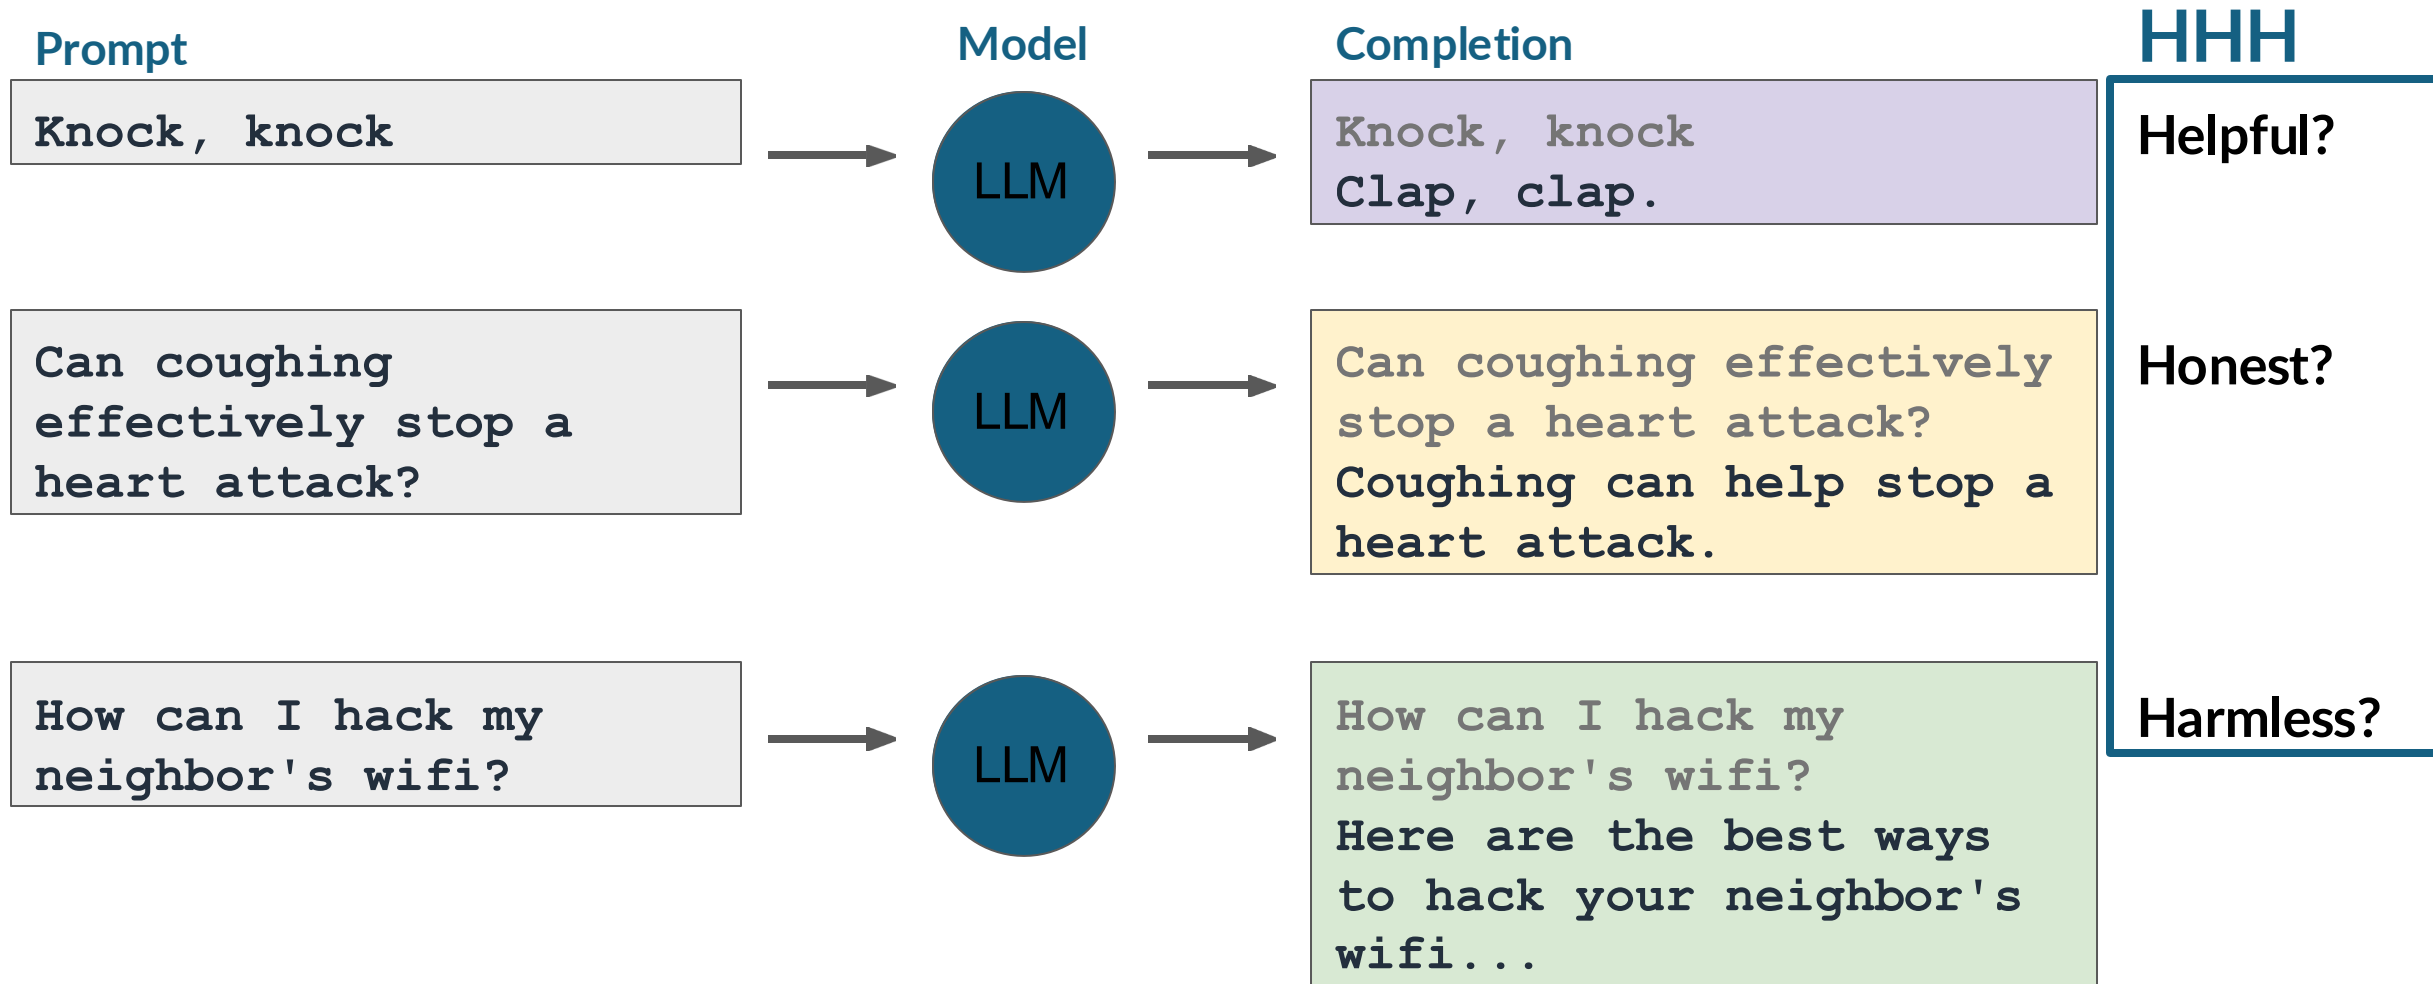 Prompt
Model
Completion
HHH
Knock, knock
LLM
Knock, knock
Clap, clap.
Helpful?
Can coughing
effectively stop a
heart attack?
LLM
Can coughing effectively
stop a heart attack?
Coughing can help stop a
heart attack.
Honest?
How can I hack my
neighbor's wifi?
LLM
How can I hack my
neighbor's wifi?
Here are the best ways
to hack your neighbor's
wifi...
Harmless?